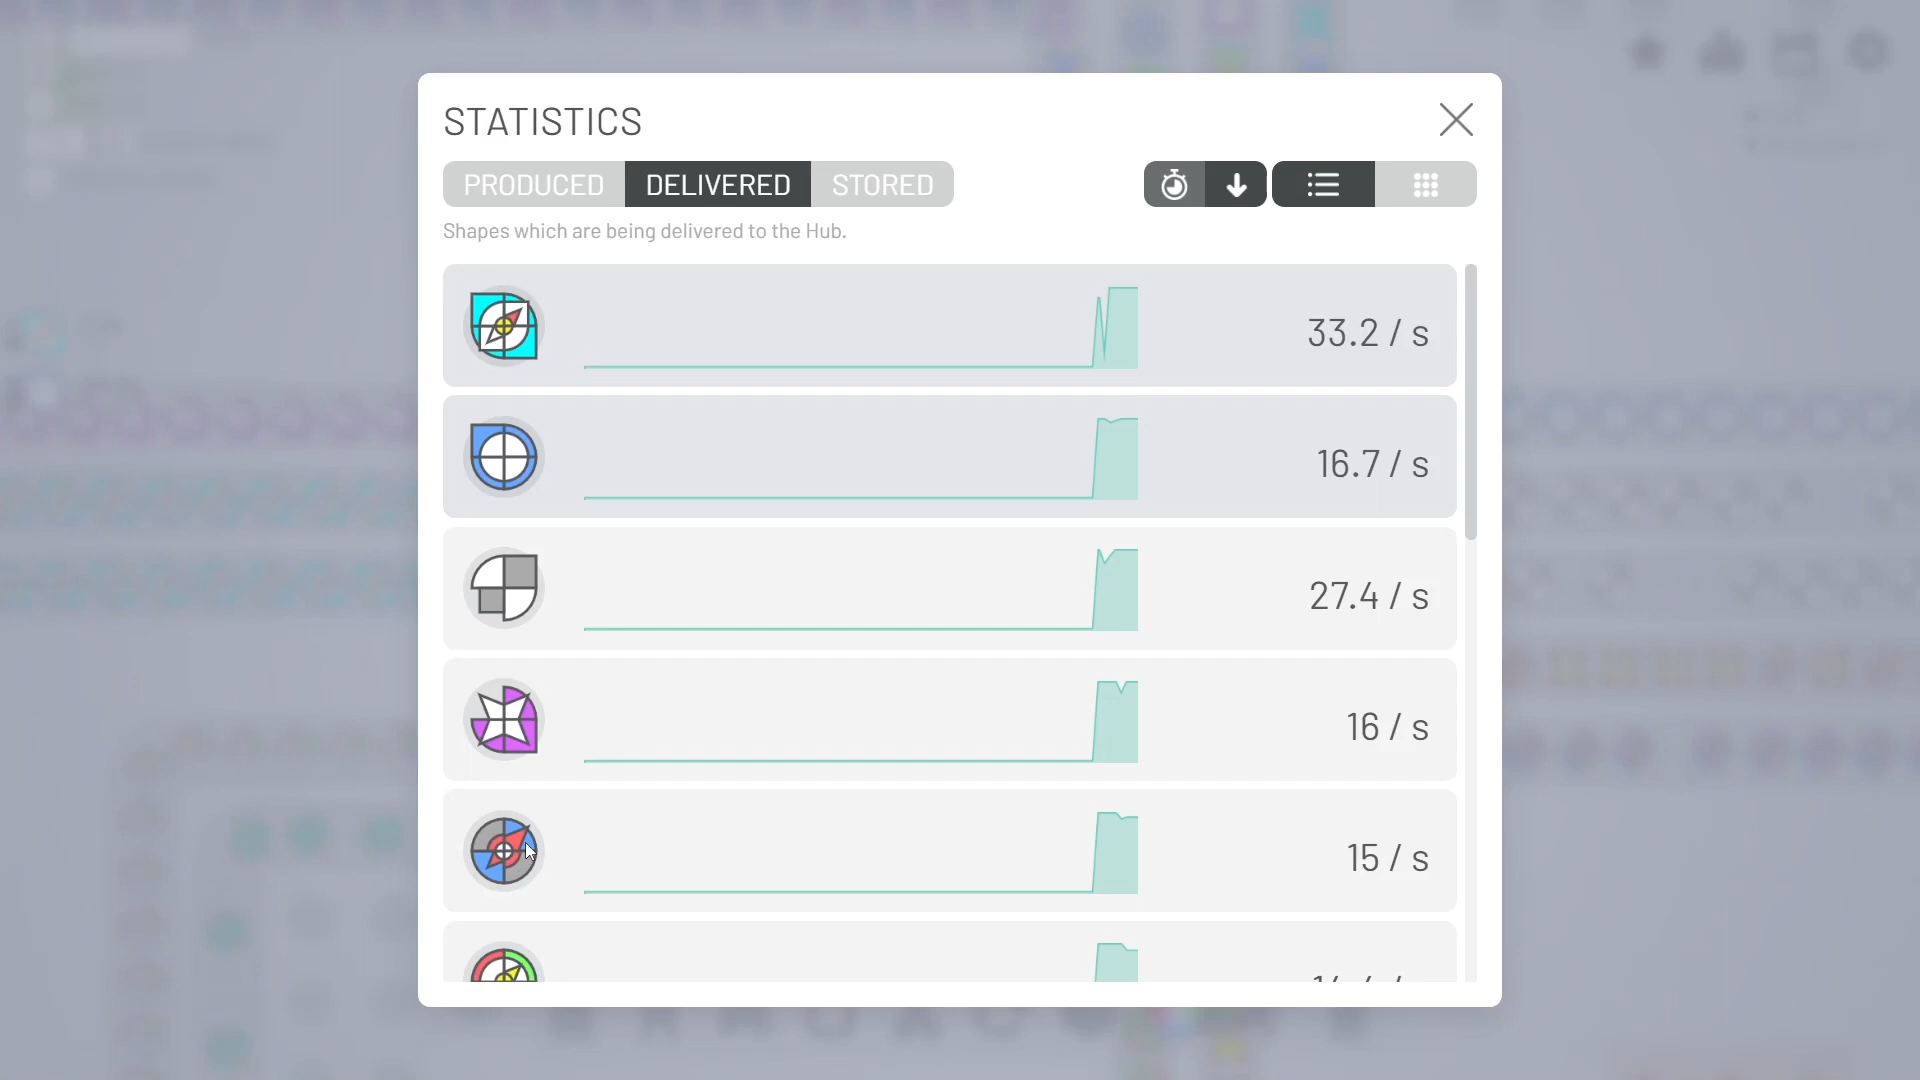 STATISTICS
PRODUCED DELIVERED STORED
Shapes which are being delivered to the Hub.
33.2 / s
16.7 / s
27.4 / s
16 / s
15 / s